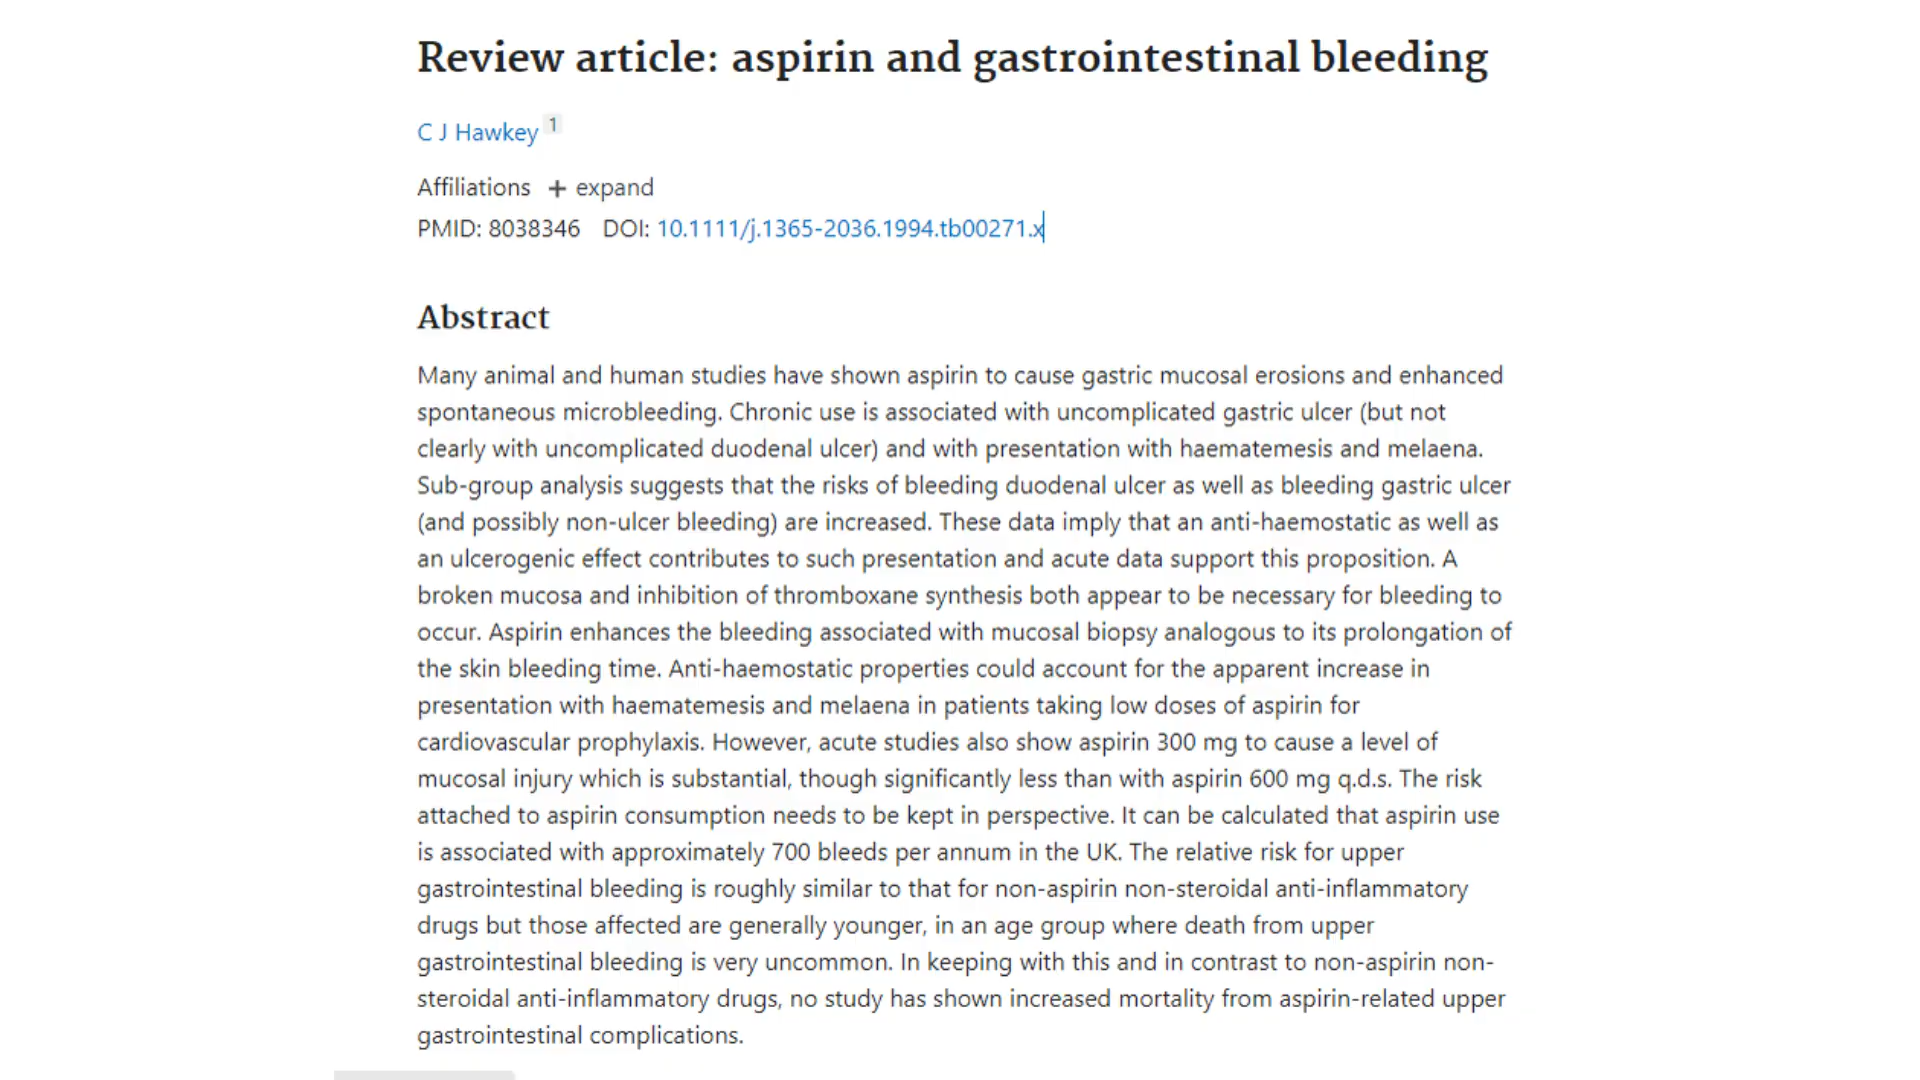 Review article: aspirin and gastrointestinal bleeding
C J Hawkey 1
Affiliations + expand
PMID: 8038346 DOI: 10.1111/j.1365-2036.1994.tb00271.x
Abstract
Many animal and human studies have shown aspirin to cause gastric mucosal erosions and enhanced
spontaneous microbleeding. Chronic use is associated with uncomplicated gastric ulcer (but not
clearly with uncomplicated duodenal ulcer) and with presentation with haematemesis and melaena.
Sub-group analysis suggests that the risks of bleeding duodenal ulcer as well as bleeding gastric ulcer
(and possibly non-ulcer bleeding) are increased. These data imply that an anti-haemostatic as well as
an ulcerogenic effect contributes to such presentation and acute data support this proposition. A
broken mucosa and inhibition of thromboxane synthesis both appear to be necessary for bleeding to
occur. Aspirin enhances the bleeding associated with mucosal biopsy analogous to its prolongation of
the skin bleeding time. Anti-haemostatic properties could account for the apparent increase in
presentation with haematemesis and melaena in patients taking low doses of aspirin for
cardiovascular prophylaxis. However, acute studies also show aspirin 300 mg to cause a level of
mucosal injury which is substantial, though significantly less than with aspirin 600 mg q.d.s. The risk
attached to aspirin consumption needs to be kept in perspective. It can be calculated that aspirin use
is associated with approximately 700 bleeds per annum in the UK. The relative risk for upper
gastrointestinal bleeding is roughly similar to that for non-aspirin non-steroidal anti-inflammatory
drugs but those affected are generally younger, in an age group where death from upper
gastrointestinal bleeding is very uncommon. In keeping with this and in contrast to non-aspirin non-
steroidal anti-inflammatory drugs, no study has shown increased mortality from aspirin-related upper
gastrointestinal complications.